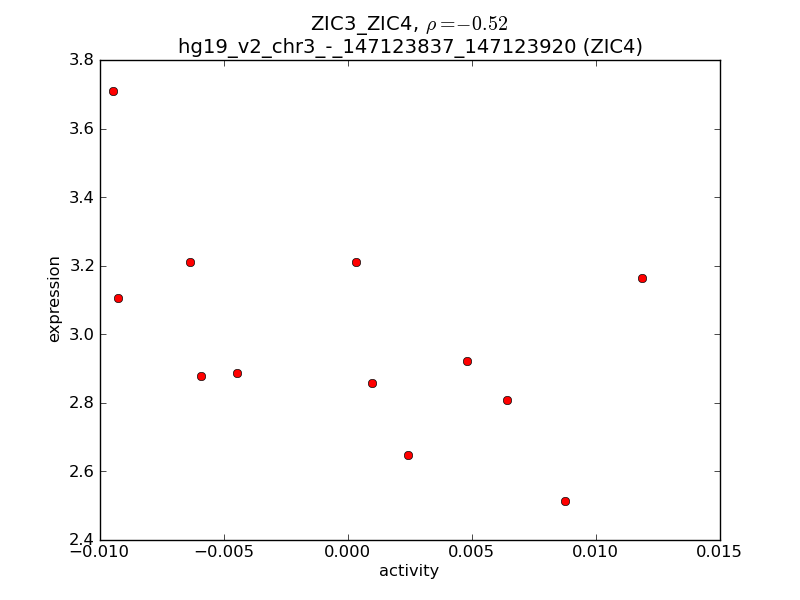 ZIC3_ZIC4, ρ=−0.52
hg19_v2_chr3_-_147123837_147123920 (ZIC4)
3.8
3.6
3.4
3.2
3.0
2.8
2.6
2.4
expression
−0.010 −0.005 0.000 0.005 0.010 0.015
activity